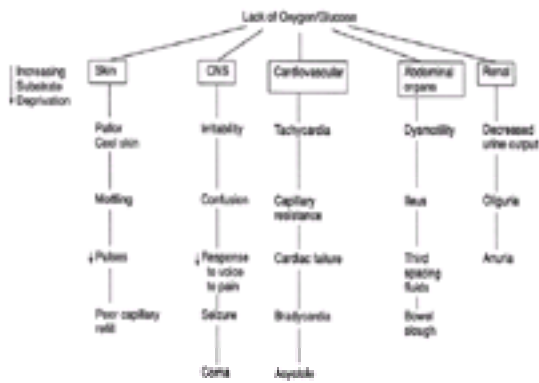 Lack of Oxygen/Glucose
Increasing
Substrate
Deprivation
Skin
CNS
Cardiovascular
Abdominal
organs
Renal
Pallor
Cool skin
Irritability
Tachycardia
Dysmotility
Decreased
urine output
Mottling
Confusion
Capillary
resistance
Ileus
Oliguria
↓ Pulses
↓ Response
to voice
to pain
Cardiac failure
Third
spacing
fluids
Anuria
Poor capillary
refill
Seizure
Bradycardia
Bowel
slough
Coma
Asystole